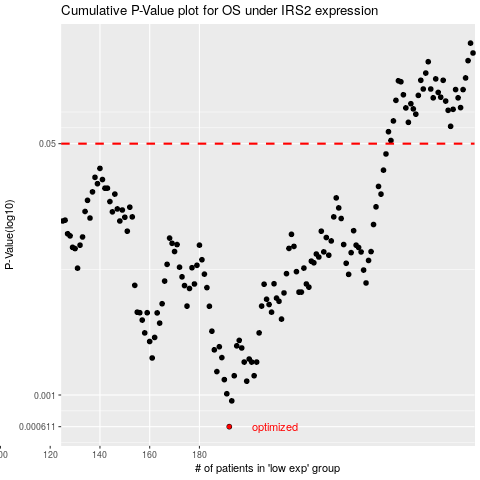 Cumulative P-Value plot for OS under IRS2 expression
P-Value(log10)
0.05
0.001
0.000611
optimized
00 120 140 160 180
# of patients in 'low exp' group